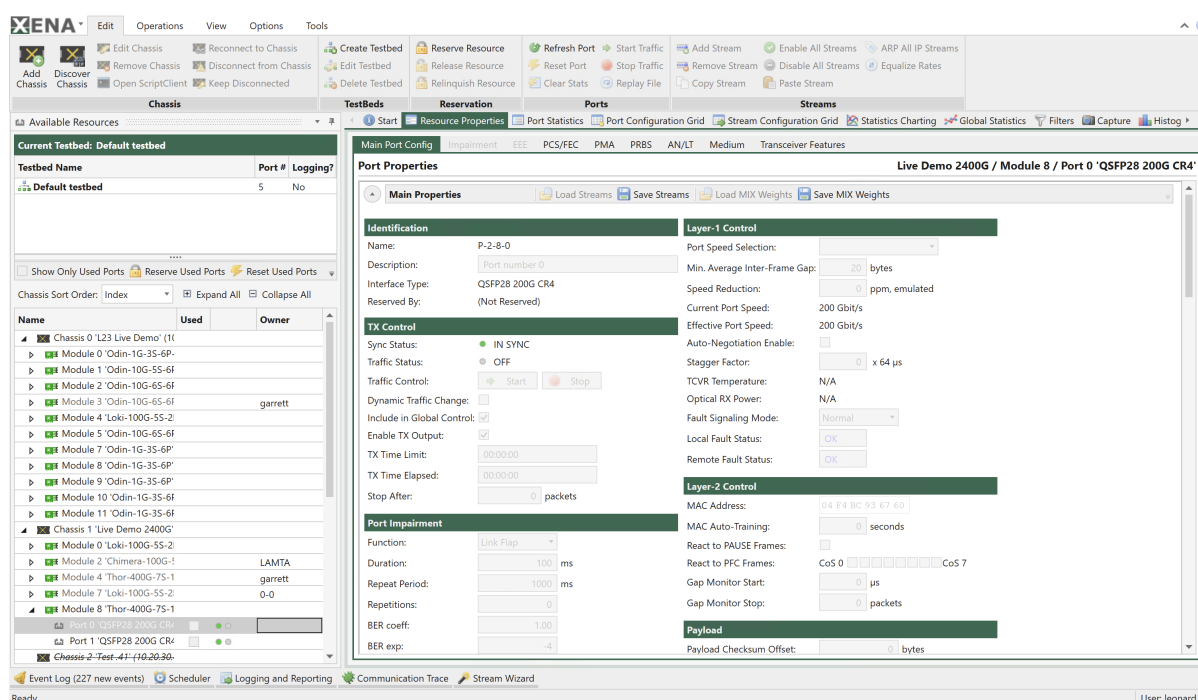 XENA
Edit Operations View Options Tools
Add Chassis
Discover Chassis
Edit Chassis
Remove Chassis
Open ScriptClient
Reconnect to Chassis
Disconnect from Chassis
Keep Disconnected
Chassis
Create Testbed
Edit Testbed
Delete Testbed
TestBeds
Reserve Resource
Release Resource
Relinquish Resource
Reservation
Refresh Port
Reset Port
Clear Stats
Start Traffic
Stop Traffic
Replay File
Ports
Add Stream
Remove Stream
Copy Stream
Enable All Streams
Disable All Streams
Paste Stream
ARP All IP Streams
Equalize Rates
Streams
Available Resources
Current Testbed: Default testbed
Testbed Name Port # Logging?
Default testbed 5 No
Show Only Used Ports Reserve Used Ports Reset Used Ports
Chassis Sort Order: Index Expand All Collapse All
Name Used Owner
Chassis 0 'L23 Live Demo' (10
Module 0 'Odin-1G-3S-6P-
Module 1 'Odin-10G-5S-6P
Module 2 'Odin-10G-6S-6P
Module 3 'Odin-10G-6S-6P garrett
Module 4 'Loki-100G-5S-2P
Module 5 'Odin-10G-6S-6P
Module 7 'Odin-1G-3S-6P'
Module 8 'Odin-1G-3S-6P'
Module 9 'Odin-1G-3S-6P'
Module 10 'Odin-1G-3S-6P
Module 11 'Odin-1G-3S-6P
Chassis 1 'Live Demo 2400G'
Module 0 'Loki-100G-5S-2P
Module 2 'Chimera-100G-5 LAMTA
Module 4 'Thor-400G-7S-1 garrett
Module 7 'Loki-100G-5S-2P 0-0
Module 8 'Thor-400G-7S-1
Port 0 'QSFP28 200G CR4
Port 1 'QSFP28 200G CR4
Chassis 2 'Test .41' (10.20.30.
Start Resource Properties Port Statistics Port Configuration Grid Stream Configuration Grid Statistics Charting Global Statistics Filters Capture Histog
Main Port Config Impairment EEE PCS/FEC PMA PRBS AN/LT Medium Transceiver Features
Port Properties Live Demo 2400G / Module 8 / Port 0 'QSFP28 200G CR4'
Main Properties Load Streams Save Streams Load MIX Weights Save MIX Weights
Identification
Name: P-2-8-0
Description: Port number 0
Interface Type: QSFP28 200G CR4
Reserved By: (Not Reserved)
TX Control
Sync Status: IN SYNC
Traffic Status: OFF
Traffic Control: Start Stop
Dynamic Traffic Change:
Include in Global Control:
Enable TX Output:
TX Time Limit: 00:00:00
TX Time Elapsed: 00:00:00
Stop After: 0 packets
Port Impairment
Function: Link Flap
Duration: 100 ms
Repeat Period: 1000 ms
Repetitions: 0
BER coeff: 1.00
BER exp: -4
Layer-1 Control
Port Speed Selection:
Min. Average Inter-Frame Gap: 20 bytes
Speed Reduction: 0 ppm, emulated
Current Port Speed: 200 Gbit/s
Effective Port Speed: 200 Gbit/s
Auto-Negotiation Enable:
Stagger Factor: 0 x 64 µs
TCVR Temperature: N/A
Optical RX Power: N/A
Fault Signaling Mode: Normal
Local Fault Status: OK
Remote Fault Status: OK
Layer-2 Control
MAC Address: 04 F4 BC 93 67 60
MAC Auto-Training: 0 seconds
React to PAUSE Frames:
React to PFC Frames: CoS 0 CoS 7
Gap Monitor Start: 0 µs
Gap Monitor Stop: 0 packets
Payload
Payload Checksum Offset: 0 bytes
Event Log (227 new events) Scheduler Logging and Reporting Communication Trace Stream Wizard
Ready User: leonard